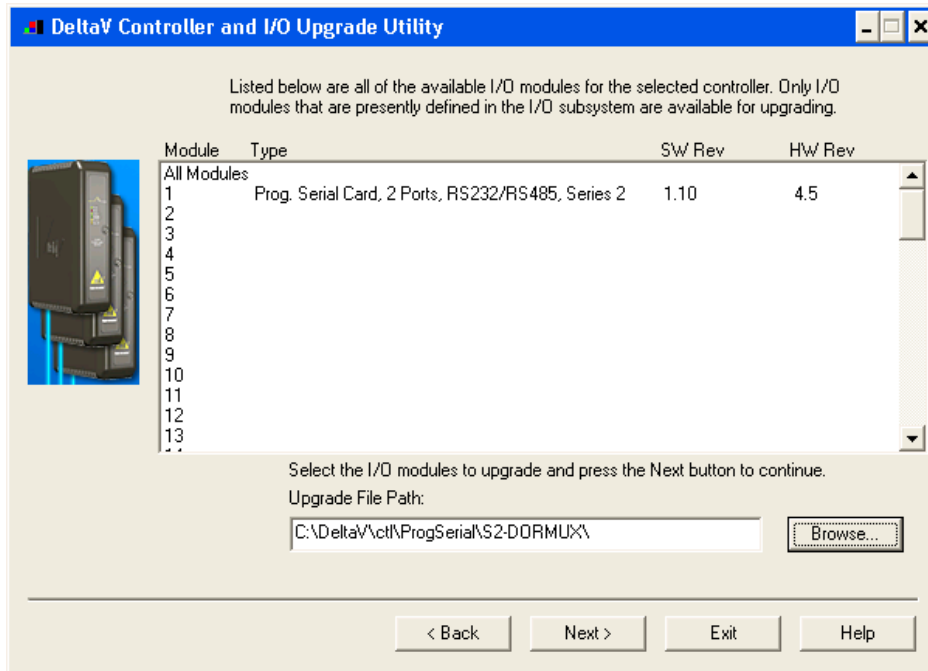 DeltaV Controller and I/O Upgrade Utility
Listed below are all of the available I/O modules for the selected controller. Only I/O
modules that are presently defined in the I/O subsystem are available for upgrading.
Module Type SW Rev HW Rev
All Modules
1 Prog. Serial Card, 2 Ports, RS232/RS485, Series 2 1.10 4.5
2
3
4
5
6
7
8
9
10
11
12
13
Select the I/O modules to upgrade and press the Next button to continue.
Upgrade File Path:
C:\DeltaV\ctl\ProgSerial\S2-DORMUX\
Browse...
< Back Next > Exit Help